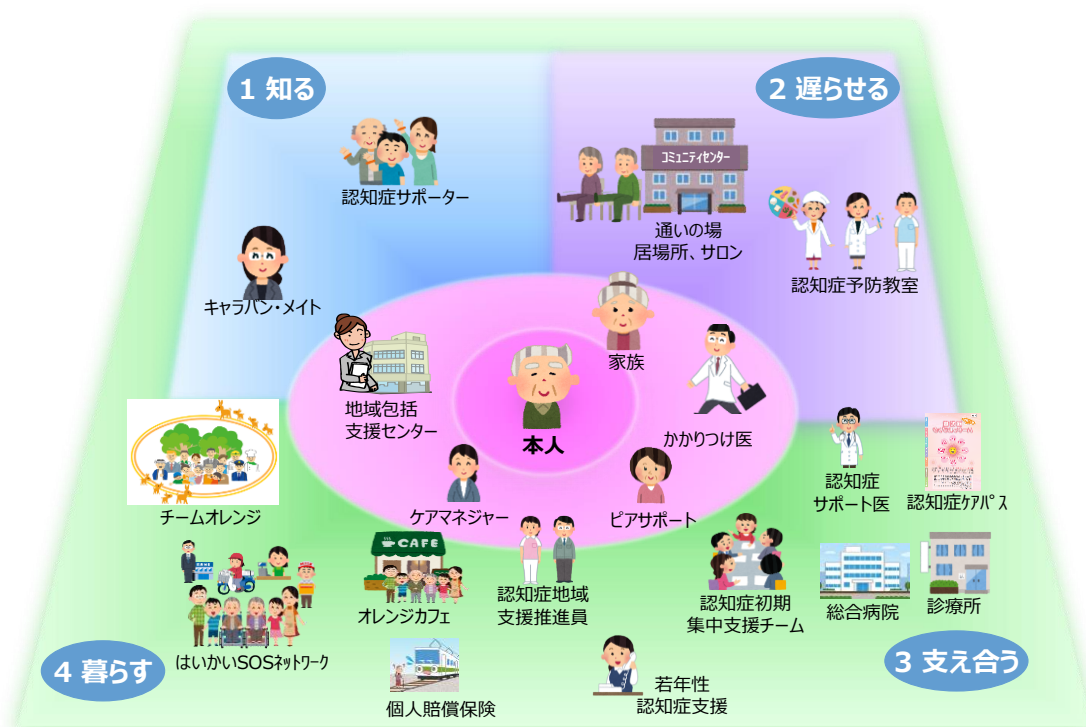 1 知る
2 遅らせる
認知症サポーター
コミュニティセンター
通いの場
居場所、サロン
認知症予防教室
キャラバン・メイト
家族
地域包括
支援センター
本人
かかりつけ医
認知症
サポート医
認知症ケアパス
チームオレンジ
ケアマネジャー
ピアサポート
CAFE
オレンジカフェ
認知症地域
支援推進員
認知症初期
集中支援チーム
総合病院
診療所
はいかいSOSネットワーク
4 暮らす
3 支え合う
個人賠償保険
若年性
認知症支援